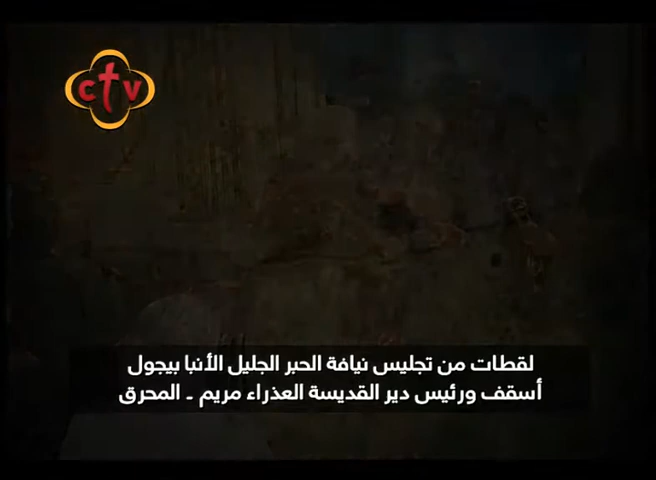 ctv
لقطات من تجليس نيافة الحبر الجليل الأنبا بيجول
أسقف ورئيس دير القديسة العذراء مريم - المحرق